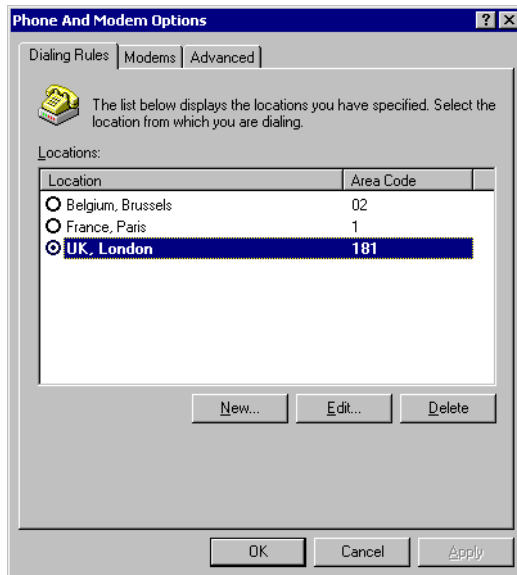 Phone And Modem Options
Dialing Rules Modems Advanced
The list below displays the locations you have specified. Select the
location from which you are dialing.
Locations:
Location Area Code
Belgium, Brussels 02
France, Paris 1
UK, London 181
New... Edit... Delete
OK Cancel Apply